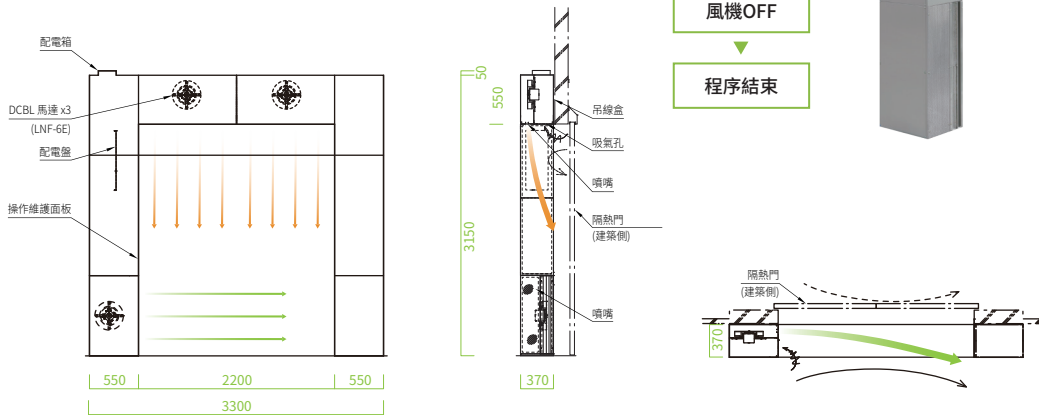 風機OFF
程序結束
配電箱
DCBL 馬達 x3
(LNF-6E)
配電盤
操作維護面板
550
2200
550
3300
50
550
3150
370
吊線盒
吸氣孔
噴嘴
隔熱門
(建築側)
噴嘴
隔熱門
(建築側)
370